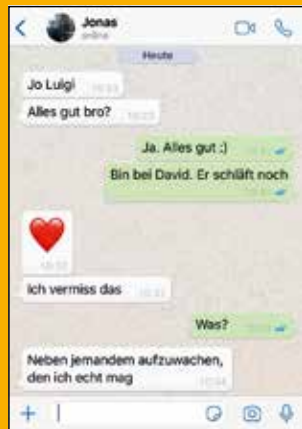 Jonas
online
Heute
Jo Luigi
Alles gut bro?
Ja. Alles gut :)
Bin bei David. Er schläft noch
Ich vermiss das
Was?
Neben jemandem aufzuwachen,
den ich echt mag